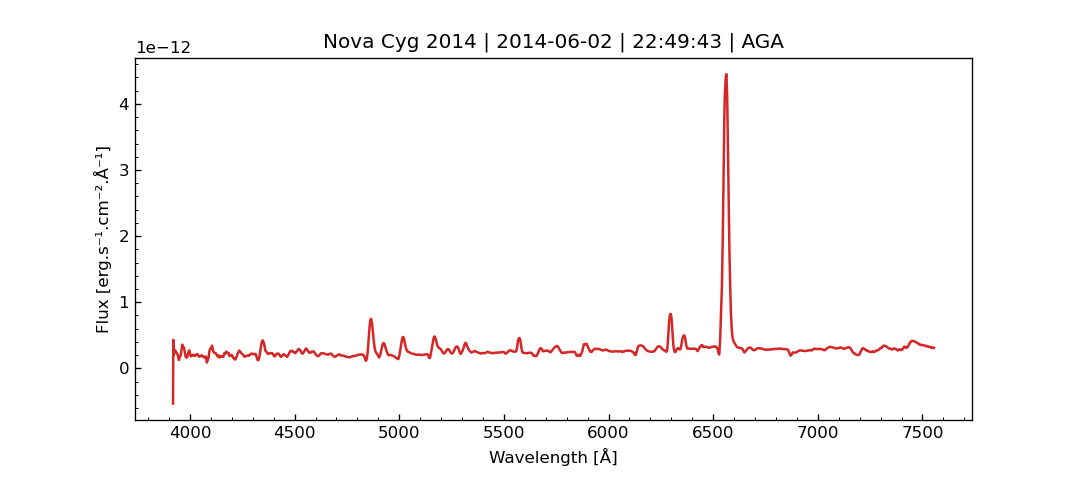 Nova Cyg 2014 | 2014-06-02 | 22:49:43 | AGA
1e−12
4
3
2
1
0
Flux [erg.s⁻¹.cm⁻².Å⁻¹]
4000 4500 5000 5500 6000 6500 7000 7500
Wavelength [Å]